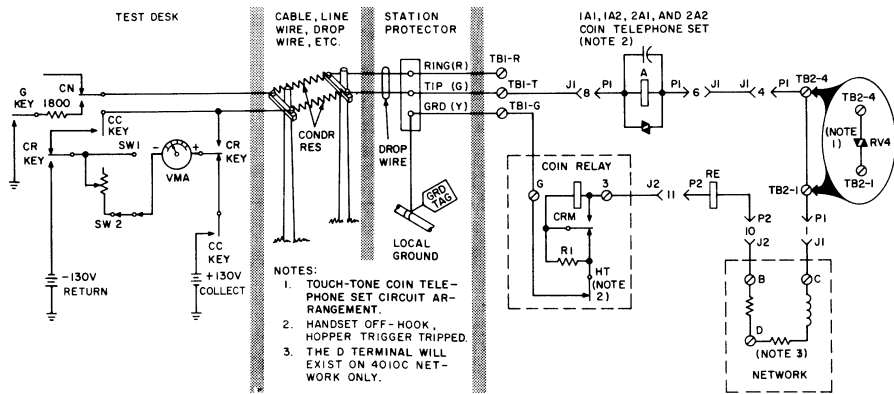 TEST DESK
CABLE, LINE
WIRE, DROP
WIRE, ETC.
STATION
PROTECTOR
1A1, 1A2, 2A1, AND 2A2
COIN TELEPHONE SET
(NOTE 2)
RING(R)
TB1-R
TIP (G)
TB1-T
GRD (Y)
TB1-G
G
KEY
1800
CN
CC
KEY
CR
KEY
SW1
- +
VMA
CR
KEY
SW 2
CC
KEY
-130V
RETURN
+130V
COLLECT
CONDR
RES
DROP
WIRE
GRD
TAG
LOCAL
GROUND
J1 8 P1
A
P1 6 J1
J1 4 P1
TB2-4
TB2-4
(NOTE
1)
RV4
TB2-1
TB2-1
COIN RELAY
G
3
CRM
R1
HT
(NOTE
2)
J2 11 P2
RE
P2
10
J2
P1
1
J1
B
C
D
(NOTE 3)
NETWORK
NOTES:
1. TOUCH-TONE COIN TELE-
PHONE SET CIRCUIT AR-
RANGEMENT.
2. HANDSET OFF-HOOK,
HOPPER TRIGGER TRIPPED.
3. THE D TERMINAL WILL
EXIST ON 4010C NET-
WORK ONLY.